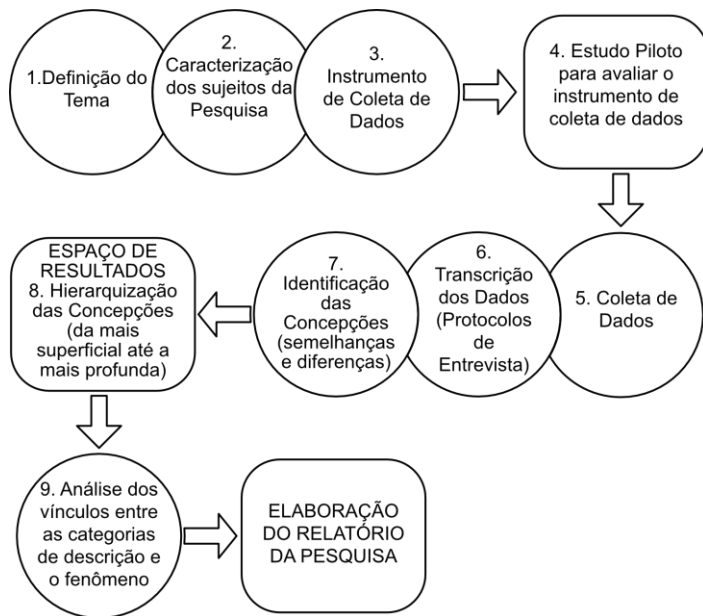 1.Definição do
Tema
2.
Caracterização
dos sujeitos da
Pesquisa
3.
Instrumento
de Coleta de
Dados
4. Estudo Piloto
para avaliar o
instrumento de
coleta de dados
5. Coleta de
Dados
6.
Transcrição
dos Dados
(Protocolos
de
Entrevista)
7.
Identificação
das
Concepções
(semelhanças
e diferenças)
ESPAÇO DE
RESULTADOS
8. Hierarquização
das Concepções
(da mais
superficial até a
mais profunda)
9. Análise dos
vínculos entre
as categorias
de descrição e
o fenômeno
ELABORAÇÃO
DO RELATÓRIO
DA PESQUISA